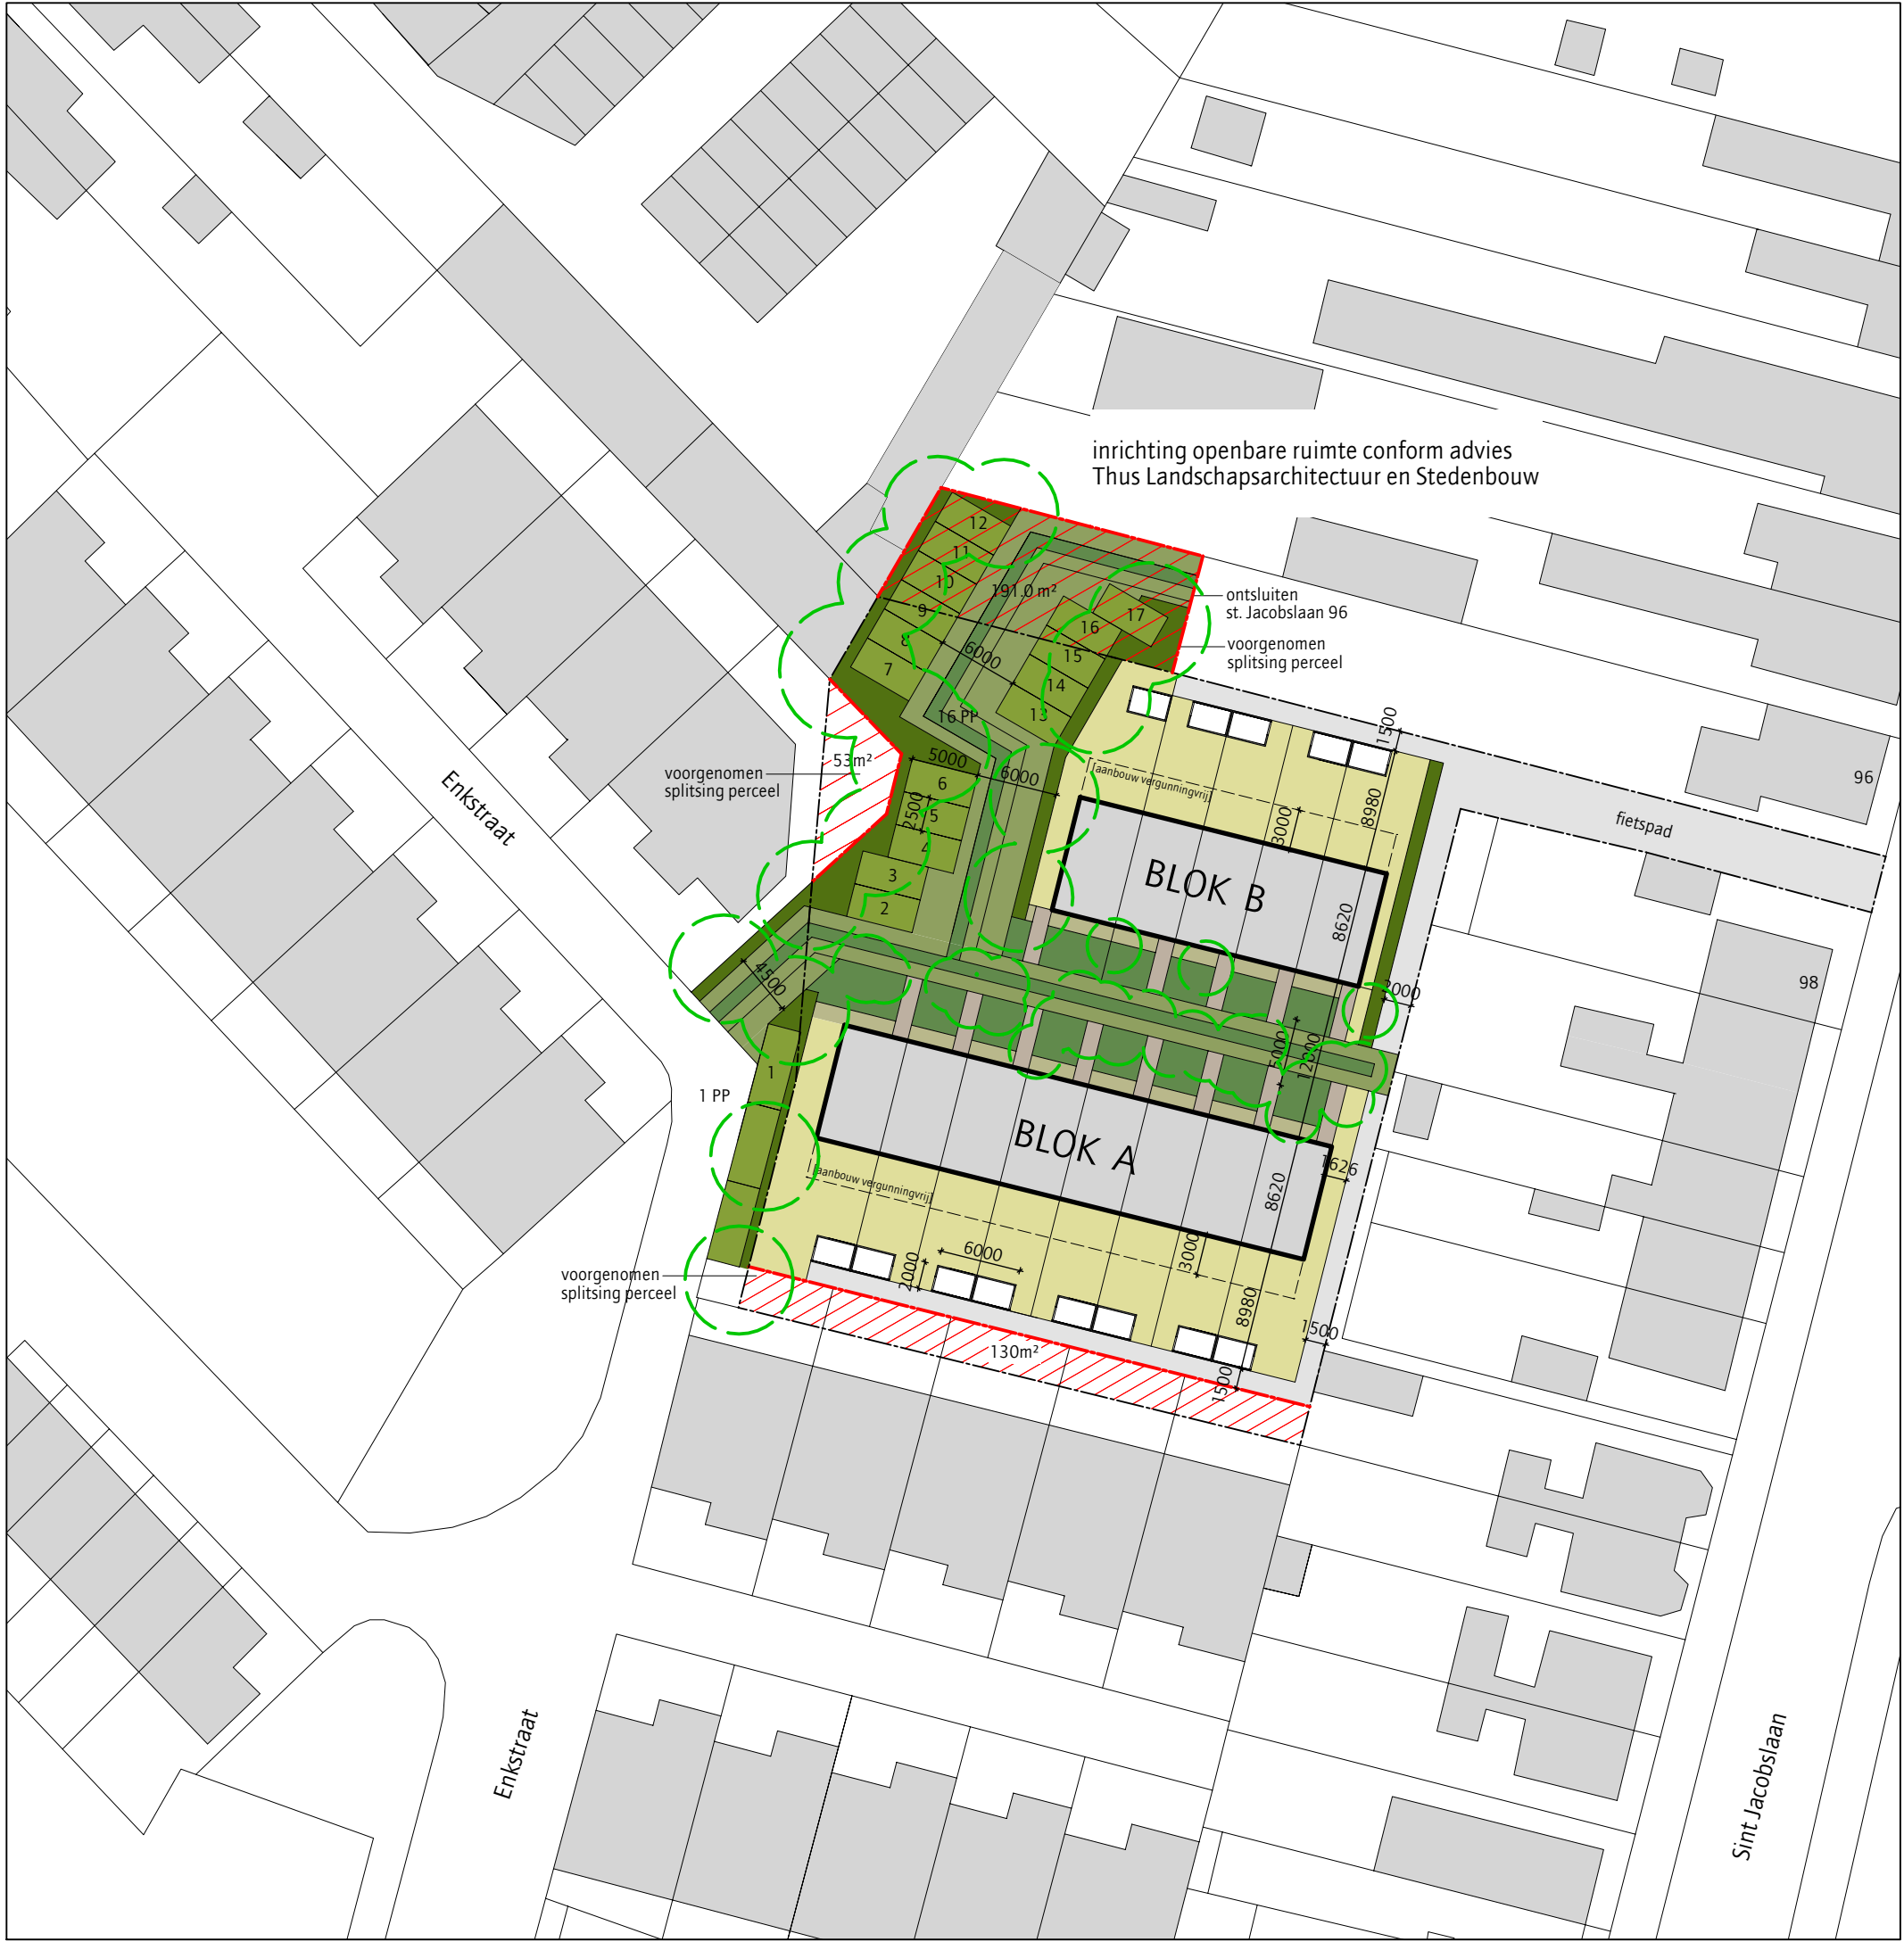 inrichting openbare ruimte conform advies
Thus Landschapsarchitectuur en Stedenbouw
12
11
10
191.0 m²
9
8
7
6000
17
16
15
14
13
ontsluiten
st. Jacobslaan 96
voorgenomen
splitsing perceel
16 PP
1500
53m²
voorgenomen
splitsing perceel
5000
6000
6
5
4
2500
3
2
[aanbouw vergunningvrij]
3000
8980
96
fietspad
Enkstraat
BLOK B
8620
98
4500
2000
5000
12000
1
1 PP
BLOK A
1626
[aanbouw vergunningvrij]
8620
3000
6000
2000
8980
voorgenomen
splitsing perceel
1500
130m²
1500
Enkstraat
Sint Jacobslaan